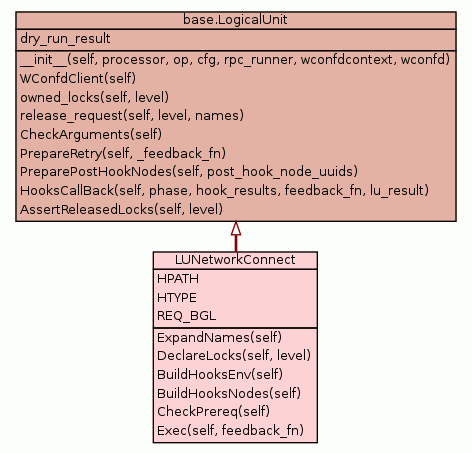 base.LogicalUnit
dry_run_result
__init__(self, processor, op, cfg, rpc_runner, wconfdcontext, wconfd)
WConfdClient(self)
owned_locks(self, level)
release_request(self, level, names)
CheckArguments(self)
PrepareRetry(self, _feedback_fn)
PreparePostHookNodes(self, post_hook_node_uuids)
HooksCallBack(self, phase, hook_results, feedback_fn, lu_result)
AssertReleasedLocks(self, level)
LUNetworkConnect
HPATH
HTYPE
REQ_BGL
ExpandNames(self)
DeclareLocks(self, level)
BuildHooksEnv(self)
BuildHooksNodes(self)
CheckPrereq(self)
Exec(self, feedback_fn)